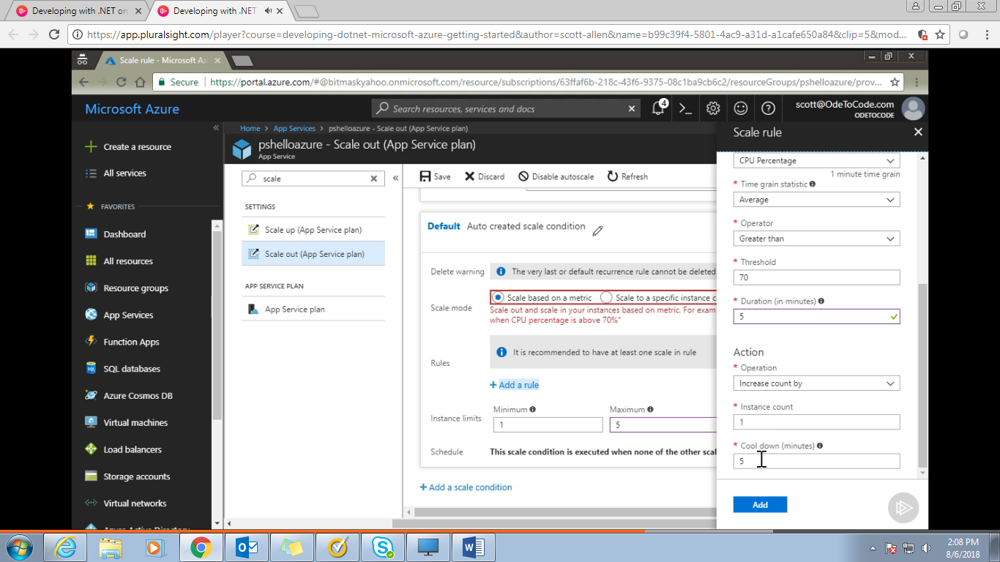 Developing with .NET on
Developing with .NET
https://app.pluralsight.com/player?course=developing-dotnet-microsoft-azure-getting-started&author=scott-allen&name=b99c39f4-5801-4ac9-a31d-a1cafe650a84&clip=5&mod...
Scale rule - Microsoft Az
Secure
https://portal.azure.com/#@bitmaskyahoo.onmicrosoft.com/resource/subscriptions/63ffaf6b-218c-43f6-9375-08c1ba9cb6c2/resourceGroups/pshelloazure/prov...
Microsoft Azure
Search resources, services and docs
4
scott@OdeToCode.com
ODETOCODE
Create a resource
All services
FAVORITES
Dashboard
All resources
Resource groups
App Services
Function Apps
SQL databases
Azure Cosmos DB
Virtual machines
Load balancers
Storage accounts
Virtual networks
Azure Active Directory
Home > App Services > pshelloazure - Scale out (App Service plan)
pshelloazure - Scale out (App Service plan)
App Service
scale
SETTINGS
Scale up (App Service plan)
Scale out (App Service plan)
APP SERVICE PLAN
App Service plan
Save Discard Disable autoscale Refresh
Default Auto created scale condition
Delete warning The very last or default recurrence rule cannot be deleted
Scale mode
Scale based on a metric Scale to a specific instance c
Scale out and scale in your instances based on metric. For exam
when CPU percentage is above 70%"
Rules
It is recommended to have at least one scale in rule
+ Add a rule
Instance limits
Minimum
1
Maximum
5
Schedule This scale condition is executed when none of the other scal
+ Add a scale condition
Scale rule
CPU Percentage
1 minute time grain
* Time grain statistic
Average
* Operator
Greater than
* Threshold
70
* Duration (in minutes)
5
Action
* Operation
Increase count by
* Instance count
1
* Cool down (minutes)
5
Add
2:08 PM
8/6/2018